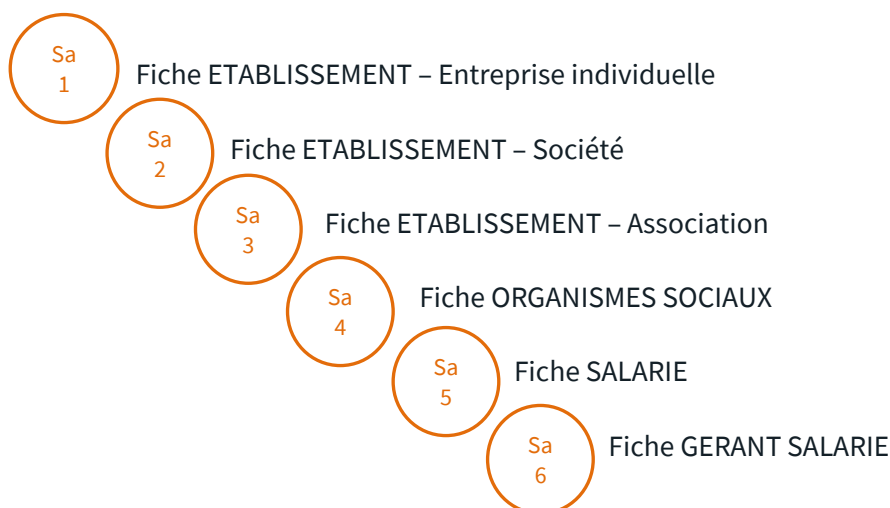 Sa
1
Fiche ETABLISSEMENT – Entreprise individuelle
Sa
2
Fiche ETABLISSEMENT – Société
Sa
3
Fiche ETABLISSEMENT – Association
Sa
4
Fiche ORGANISMES SOCIAUX
Sa
5
Fiche SALARIE
Sa
6
Fiche GERANT SALARIE